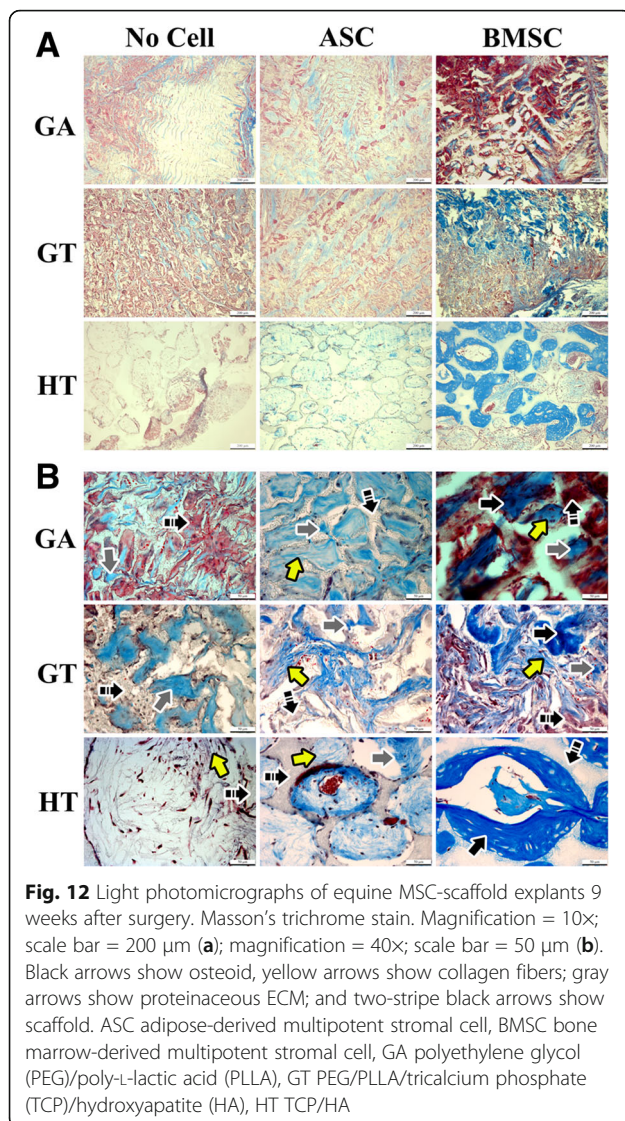 No Cell ASC BMSC
A
GA
GT
HT
B
GA
GT
HT
Fig. 12 Light photomicrographs of equine MSC-scaffold explants 9
weeks after surgery. Masson's trichrome stain. Magnification = 10×;
scale bar = 200 μm (a); magnification = 40×; scale bar = 50 μm (b).
Black arrows show osteoid, yellow arrows show collagen fibers; gray
arrows show proteinaceous ECM; and two-stripe black arrows show
scaffold. ASC adipose-derived multipotent stromal cell, BMSC bone
marrow-derived multipotent stromal cell, GA polyethylene glycol
(PEG)/poly-L-lactic acid (PLLA), GT PEG/PLLA/tricalcium phosphate
(TCP)/hydroxyapatite (HA), HT TCP/HA